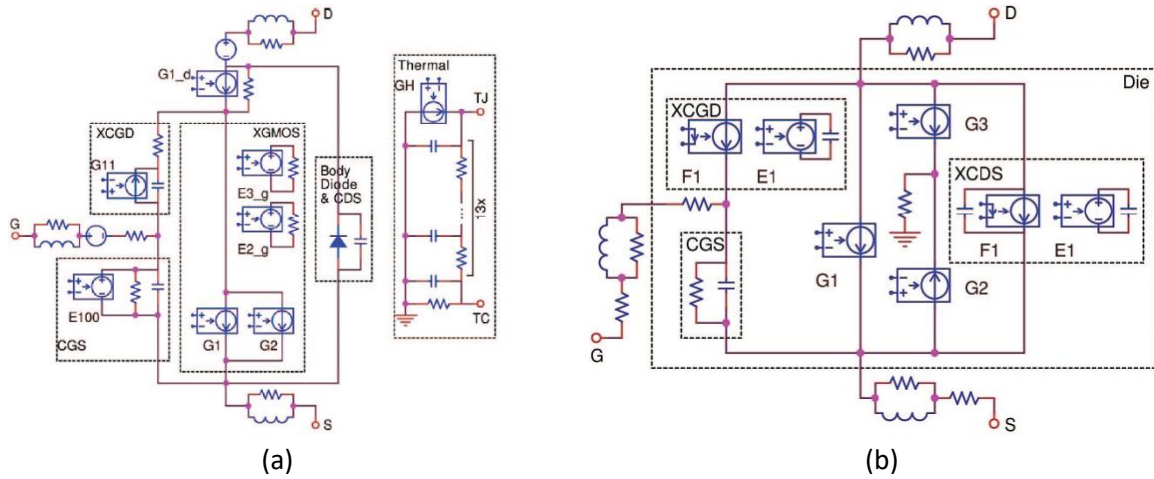 D
G1_d
Thermal
GH
TJ
XCGD
XGMOS
G11
E3_g
Body
Diode
& CDS
13x
G
E2_g
E100
CGS
G1
G2
TC
S
(a)
D
Die
XCGD
G3
F1
E1
XCDS
CGS
G1
F1
E1
G2
G
S
(b)